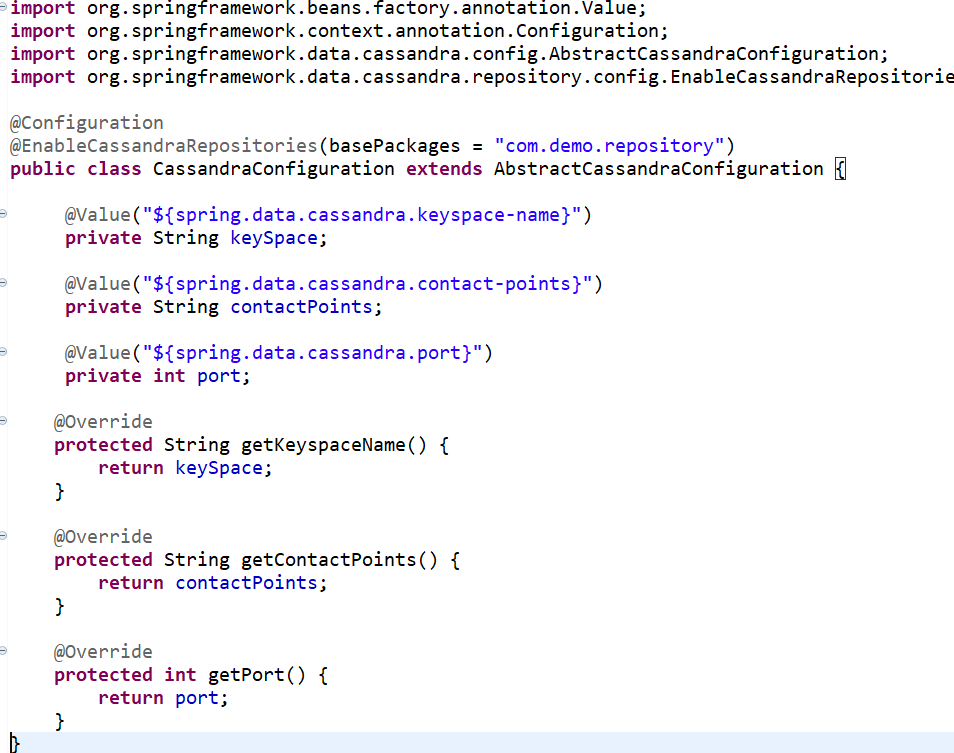 import org.springframework.beans.factory.annotation.Value;
import org.springframework.context.annotation.Configuration;
import org.springframework.data.cassandra.config.AbstractCassandraConfiguration;
import org.springframework.data.cassandra.repository.config.EnableCassandraRepositorie
@Configuration
@EnableCassandraRepositories(basePackages = "com.demo.repository")
public class CassandraConfiguration extends AbstractCassandraConfiguration {
@Value("${spring.data.cassandra.keyspace-name}")
private String keySpace;
@Value("${spring.data.cassandra.contact-points}")
private String contactPoints;
@Value("${spring.data.cassandra.port}")
private int port;
@Override
protected String getKeyspaceName() {
return keySpace;
}
@Override
protected String getContactPoints() {
return contactPoints;
}
@Override
protected int getPort() {
return port;
}
}